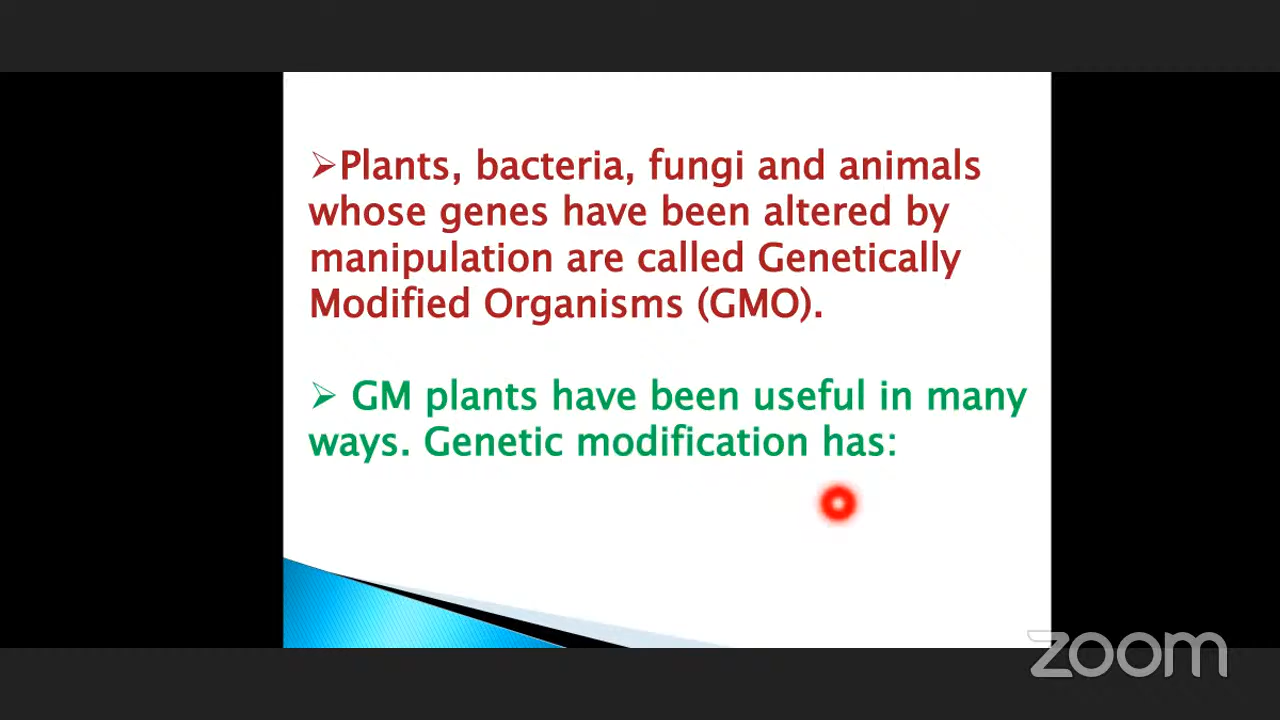 ➢Plants, bacteria, fungi and animals
whose genes have been altered by
manipulation are called Genetically
Modified Organisms (GMO).
➢ GM plants have been useful in many
ways. Genetic modification has:
zoom